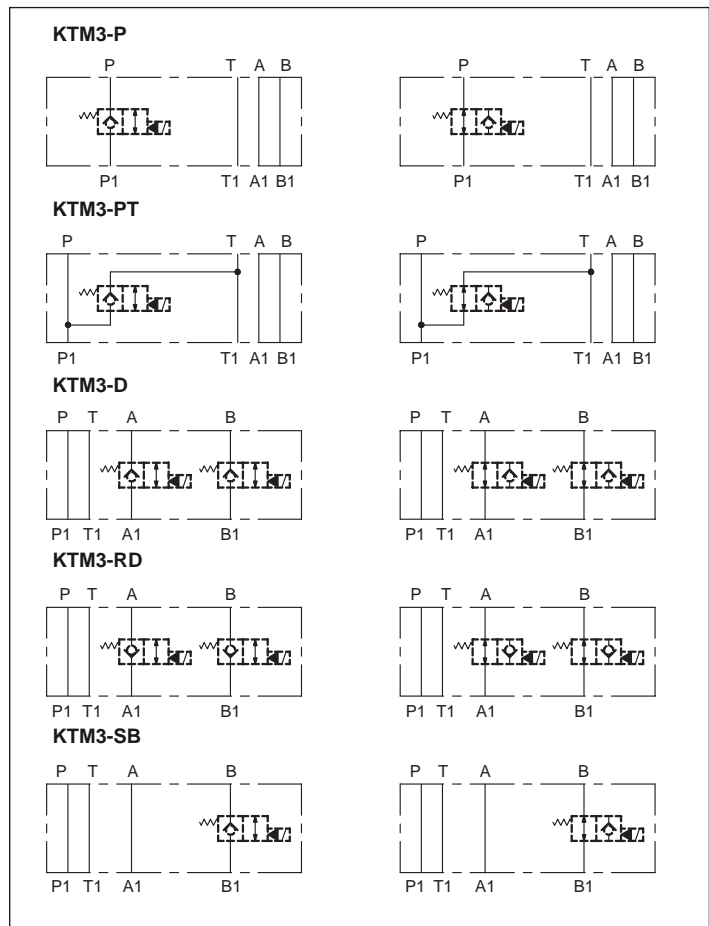 KTM3-P
P T A B P T A B
P1 T1 A1 B1 P1 T1 A1 B1
KTM3-PT
P T A B P T A B
P1 T1 A1 B1 P1 T1 A1 B1
KTM3-D
P T A B P T A B
P1 T1 A1 B1 P1 T1 A1 B1
KTM3-RD
P T A B P T A B
P1 T1 A1 B1 P1 T1 A1 B1
KTM3-SB
P T A B P T A B
P1 T1 A1 B1 P1 T1 A1 B1